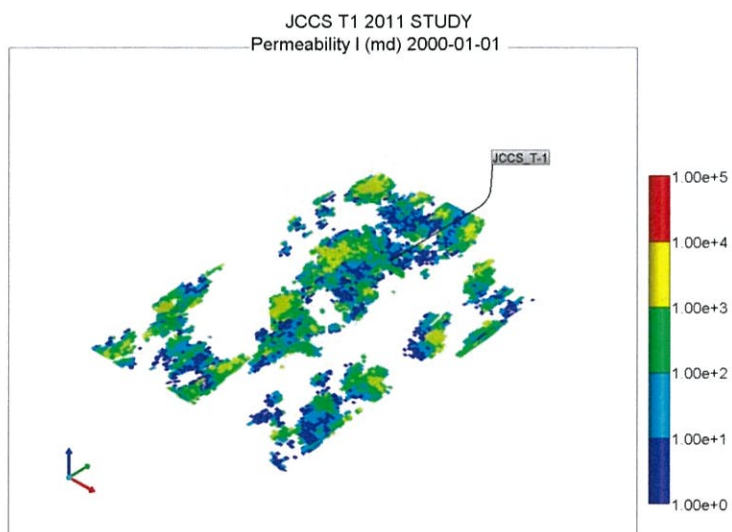 JCCS T1 2011 STUDY
Permeability I (md) 2000-01-01
JCCS_T-1
1.00e+5
1.00e+4
1.00e+3
1.00e+2
1.00e+1
1.00e+0